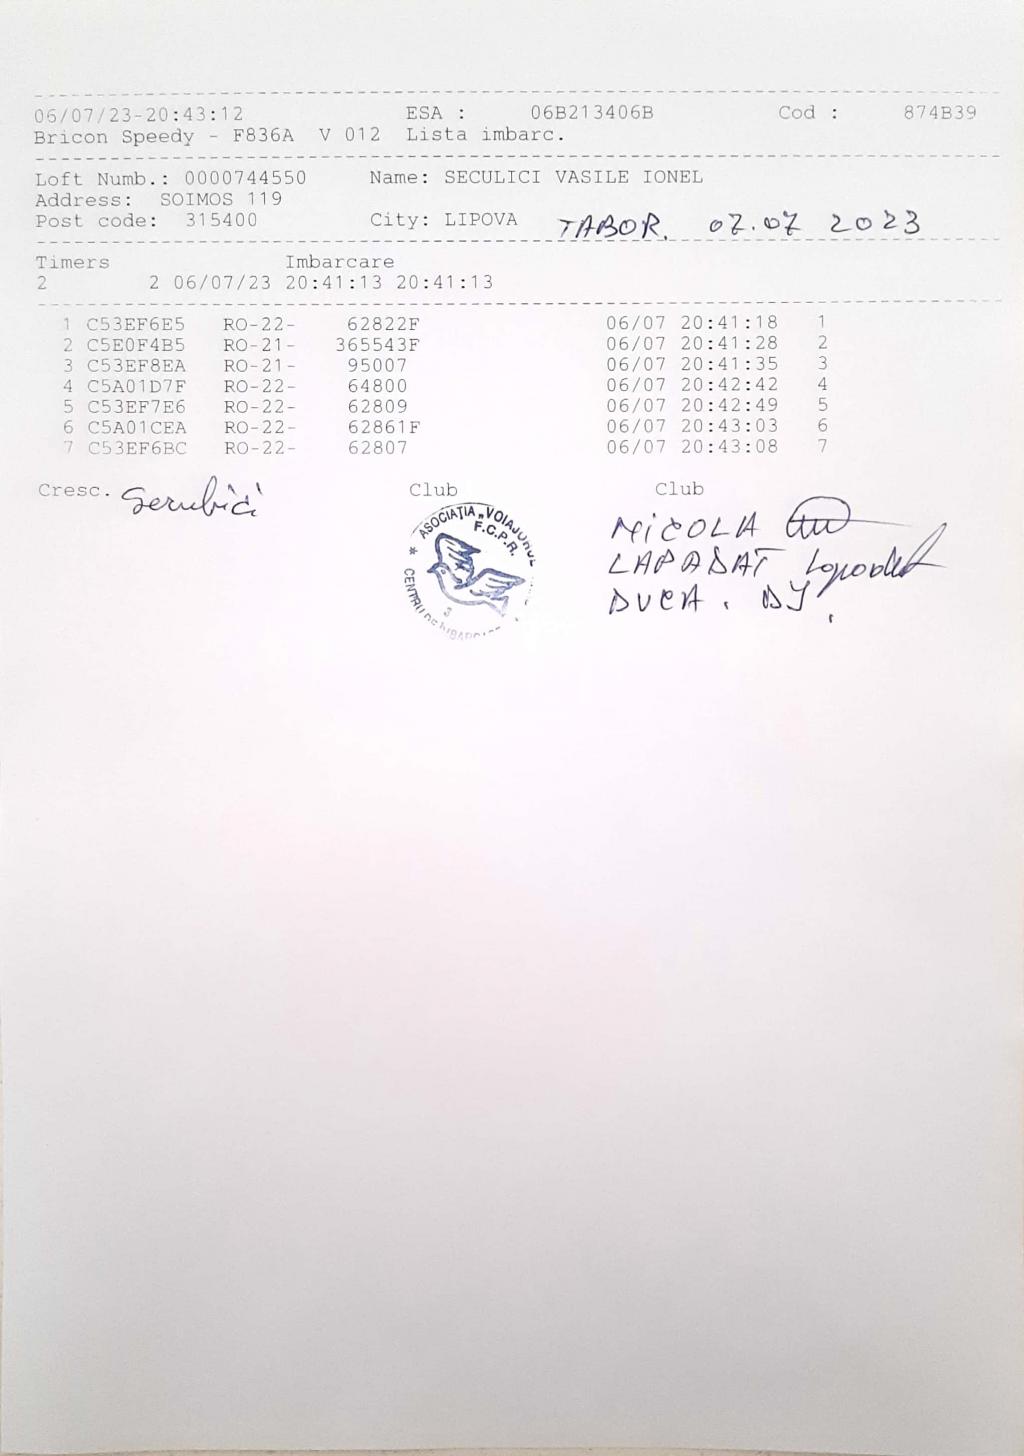 06/07/23-20:43:12 ESA : 06B213406B Cod : 874B39
Bricon Speedy - F836A V 012 Lista imbarc.
Loft Numb.: 0000744550 Name: SECULICI VASILE IONEL
Address: SOIMOS 119
Post code: 315400 City: LIPOVA TABOR. 07.07 2023
Timers Imbarcare
2 2 06/07/23 20:41:13 20:41:13
1 C53EF6E5 RO-22- 62822F 06/07 20:41:18 1
2 C5E0F4B5 RO-21- 365543F 06/07 20:41:28 2
3 C53EF8EA RO-21- 95007 06/07 20:41:35 3
4 C5A01D7F RO-22- 64800 06/07 20:42:42 4
5 C53EF7E6 RO-22- 62809 06/07 20:42:49 5
6 C5A01CEA RO-22- 62861F 06/07 20:43:03 6
7 C53EF6BC RO-22- 62807 06/07 20:43:08 7
Cresc. Club Club
ASOCIAȚIA „VOIAJORUL
F.C.P.R.
CENTRU DE IMBARCARE
3
NICOLA
LAPADAT
DUCA.